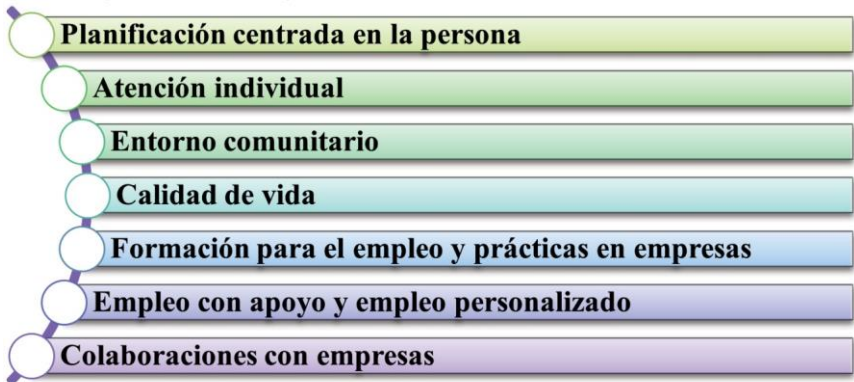 Planificación centrada en la persona
Atención individual
Entorno comunitario
Calidad de vida
Formación para el empleo y prácticas en empresas
Empleo con apoyo y empleo personalizado
Colaboraciones con empresas